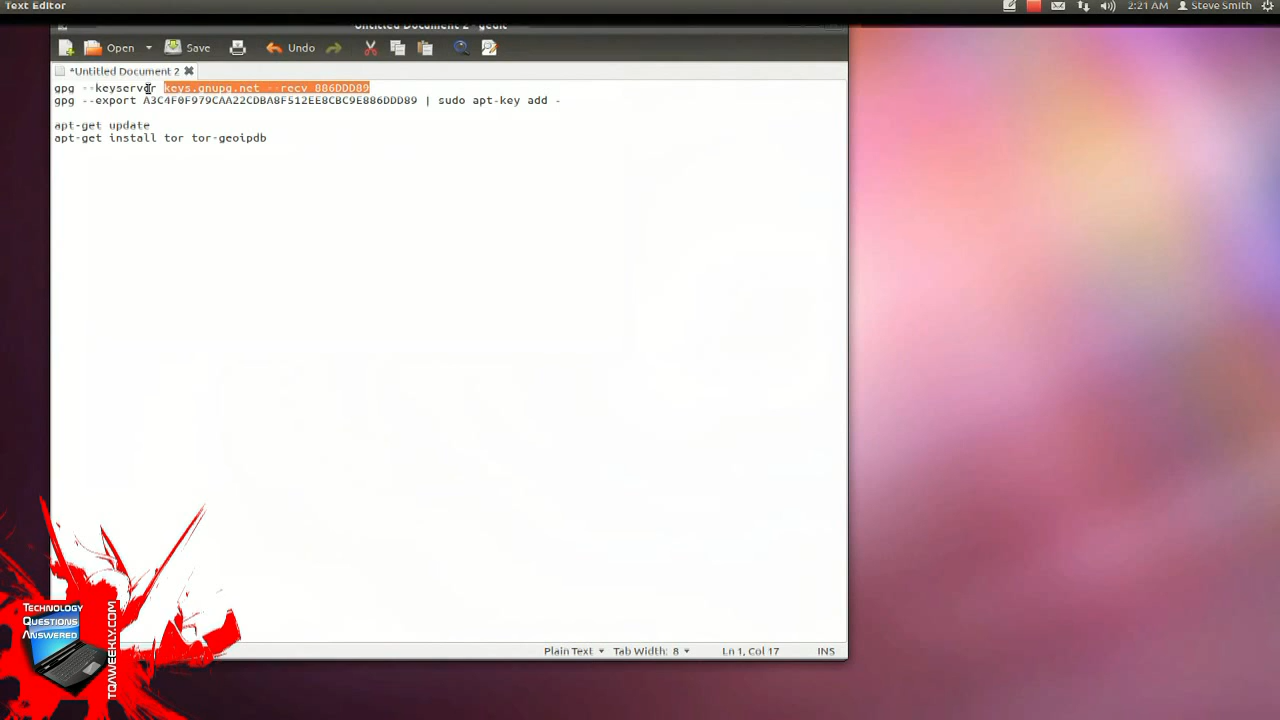 Text Editor
2:21 AM Steve Smith
Untitled Document 2 - gedit
Open Save Undo
*Untitled Document 2
gpg --keyserver keys.gnupg.net --recv 886DDD89
gpg --export A3C4F0F979CAA22CDBA8F512EE8CBC9E886DDD89 | sudo apt-key add -
apt-get update
apt-get install tor tor-geoipdb
Plain Text Tab Width: 8 Ln 1, Col 17 INS
TECHNOLOGY
QUESTIONS
ANSWERED
TQAWEEKLY.COM